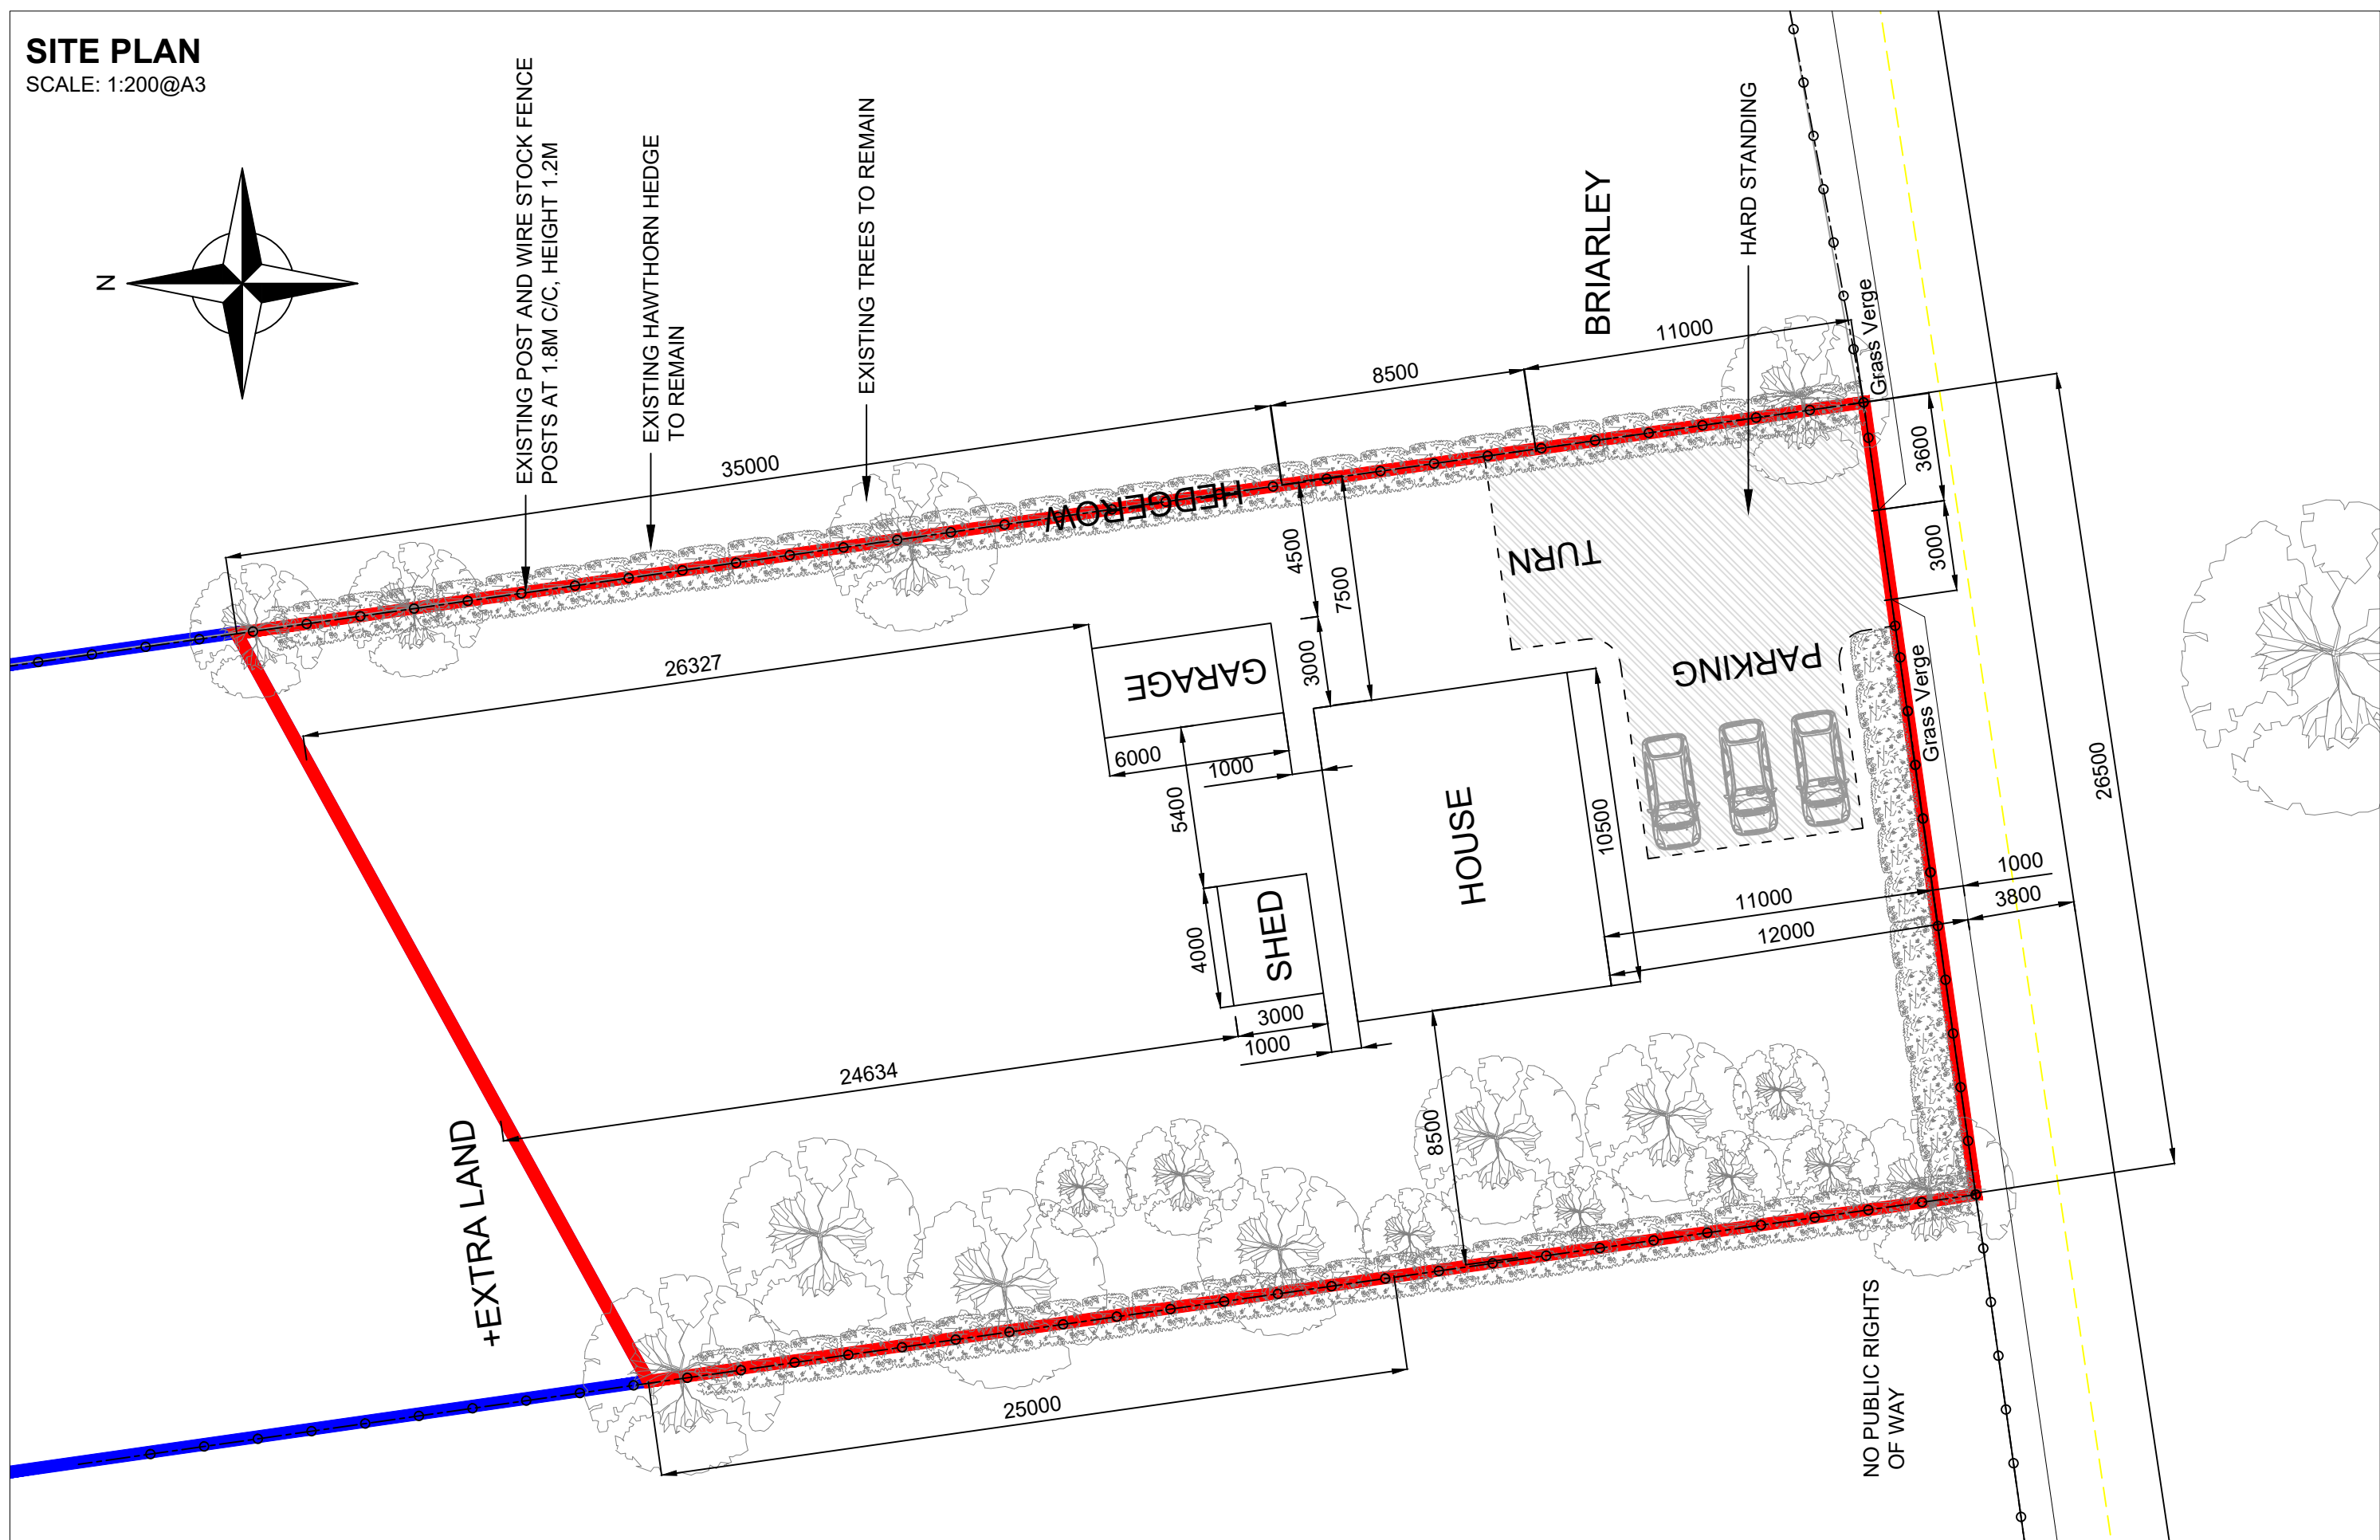 SITE PLAN
SCALE: 1:200@A3
N
EXISTING POST AND WIRE STOCK FENCE
POSTS AT 1.8M C/C, HEIGHT 1.2M
EXISTING HAWTHORN HEDGE
TO REMAIN
EXISTING TREES TO REMAIN
BRIARLEY
HARD STANDING
11000
8500
35000
Grass Verge
3600
3000
HEDGEROW
4500
7500
3000
TURN
PARKING
Grass Verge
26327
GARAGE
6000
1000
5400
HOUSE
10500
26500
SHED
4000
3000
1000
11000
12000
1000
3800
24634
8500
+EXTRA LAND
25000
NO PUBLIC RIGHTS
OF WAY